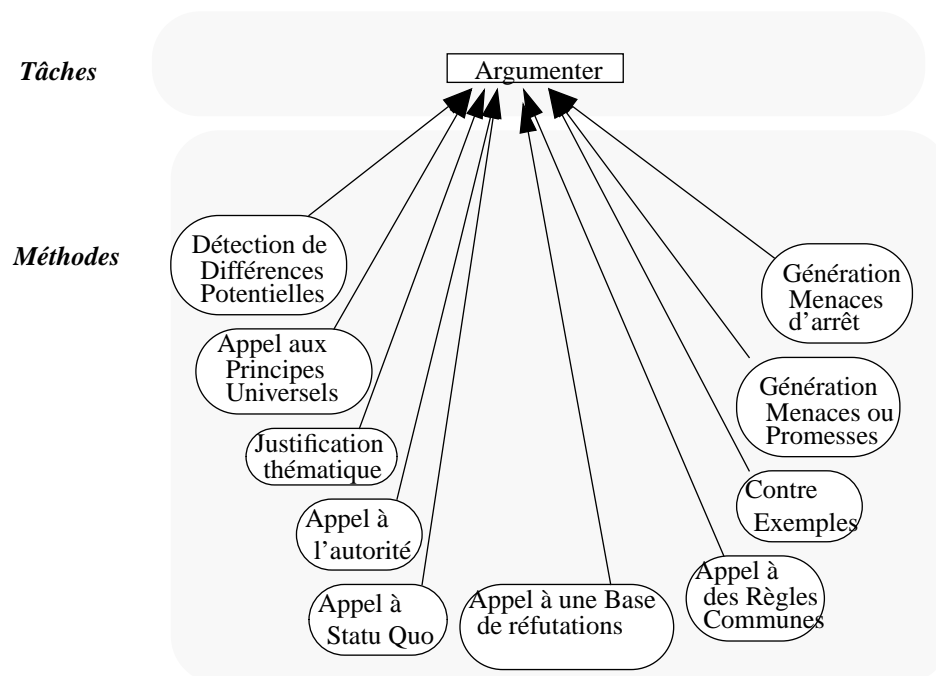 Tâches
Argumenter
Méthodes
Détection de
Différences
Potentielles
Appel aux
Principes
Universels
Justification
thématique
Appel à
l'autorité
Appel à
Statu Quo
Appel à une Base
de réfutations
Appel à
des Règles
Communes
Contre
Exemples
Génération
Menaces ou
Promesses
Génération
Menaces
d'arrêt